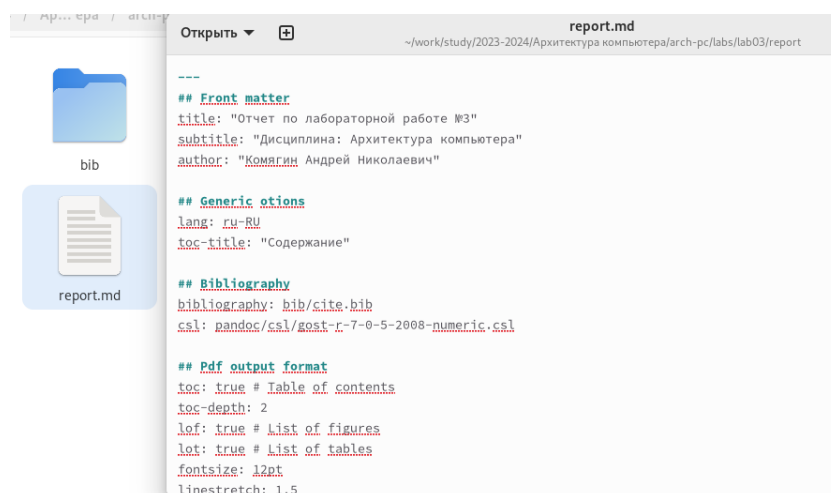 / Ap... epa / arch-p
Открыть
report.md
~/work/study/2023-2024/Архитектура компьютера/arch-pc/labs/lab03/report
bib
report.md
---
## Front matter
title: "Отчет по лабораторной работе №3"
subtitle: "Дисциплина: Архитектура компьютера"
author: "Комягин Андрей Николаевич"
## Generic otions
lang: ru-RU
toc-title: "Содержание"
## Bibliography
bibliography: bib/cite.bib
csl: pandoc/csl/gost-r-7-0-5-2008-numeric.csl
## Pdf output format
toc: true # Table of contents
toc-depth: 2
lof: true # List of figures
lot: true # List of tables
fontsize: 12pt
linestretch: 1.5